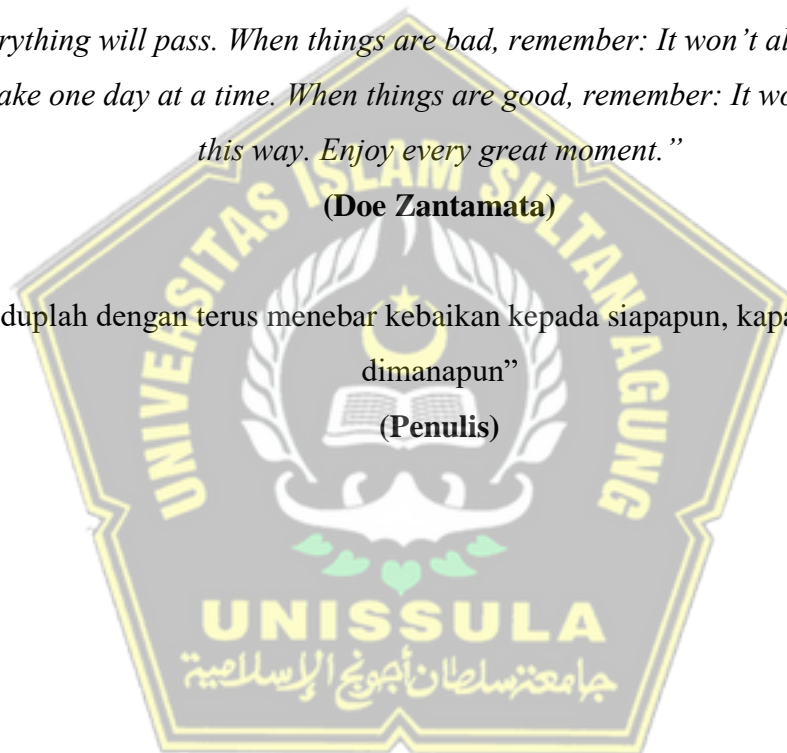 rything will pass. When things are bad, remember: It won’t al
ake one day at a time. When things are good, remember: It wo
this way. Enjoy every great moment.”
(Doe Zantamata)
duplah dengan terus menebar kebaikan kepada siapapun, kapa
dimanapun”
(Penulis)
UNIVERSITAS ISLAM SULTAN AGUNG
UNISSULA
جامعة سلطان أجونج الإسلامية